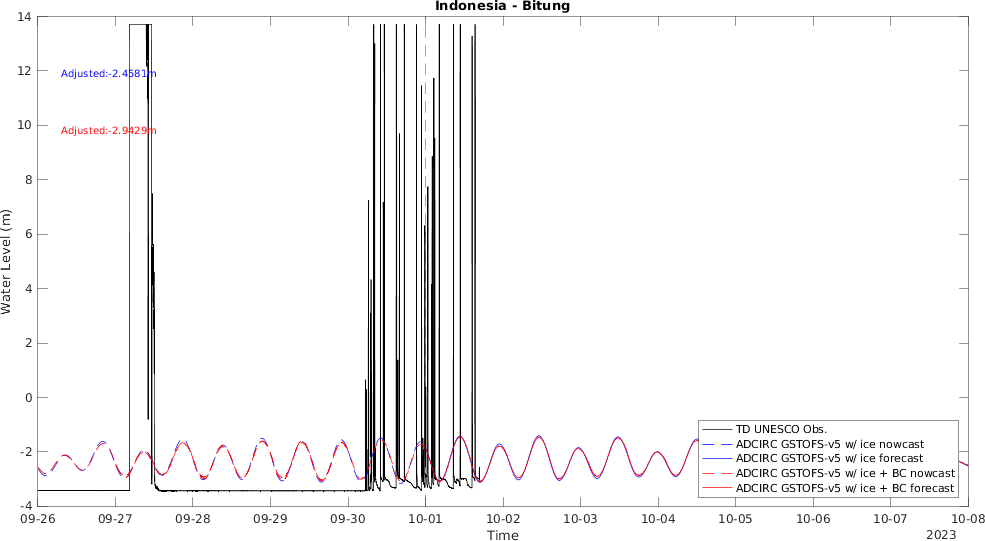 Indonesia - Bitung
Water Level (m)
14
12
10
8
6
4
2
0
-2
-4
Adjusted:-2.4581m
Adjusted:-2.9429m
TD UNESCO Obs.
ADCIRC GSTOFS-v5 w/ ice nowcast
ADCIRC GSTOFS-v5 w/ ice forecast
ADCIRC GSTOFS-v5 w/ ice + BC nowcast
ADCIRC GSTOFS-v5 w/ ice + BC forecast
09-26 09-27 09-28 09-29 09-30 10-01 10-02 10-03 10-04 10-05 10-06 10-07 10-08
Time
2023